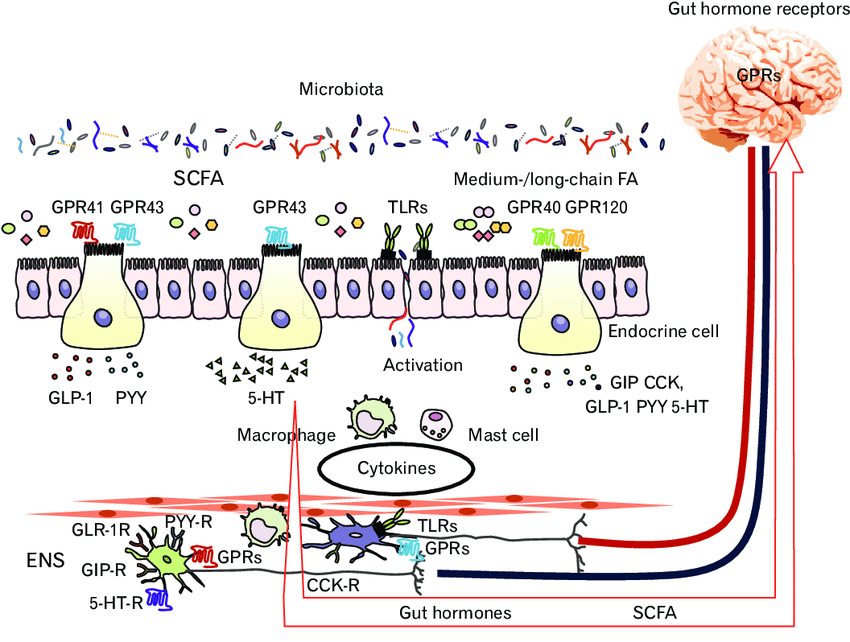 Gut hormone receptors
GPRs
Microbiota
SCFA
Medium-/long-chain FA
GPR41 GPR43
GPR43
TLRs
GPR40 GPR120
Endocrine cell
Activation
GLP-1 PYY
5-HT
GIP CCK,
GLP-1 PYY 5-HT
Macrophage
Mast cell
Cytokines
GLR-1R
PYY-R
TLRs
ENS
GPRs
GPRs
GIP-R
CCK-R
5-HT-R
Gut hormones
SCFA